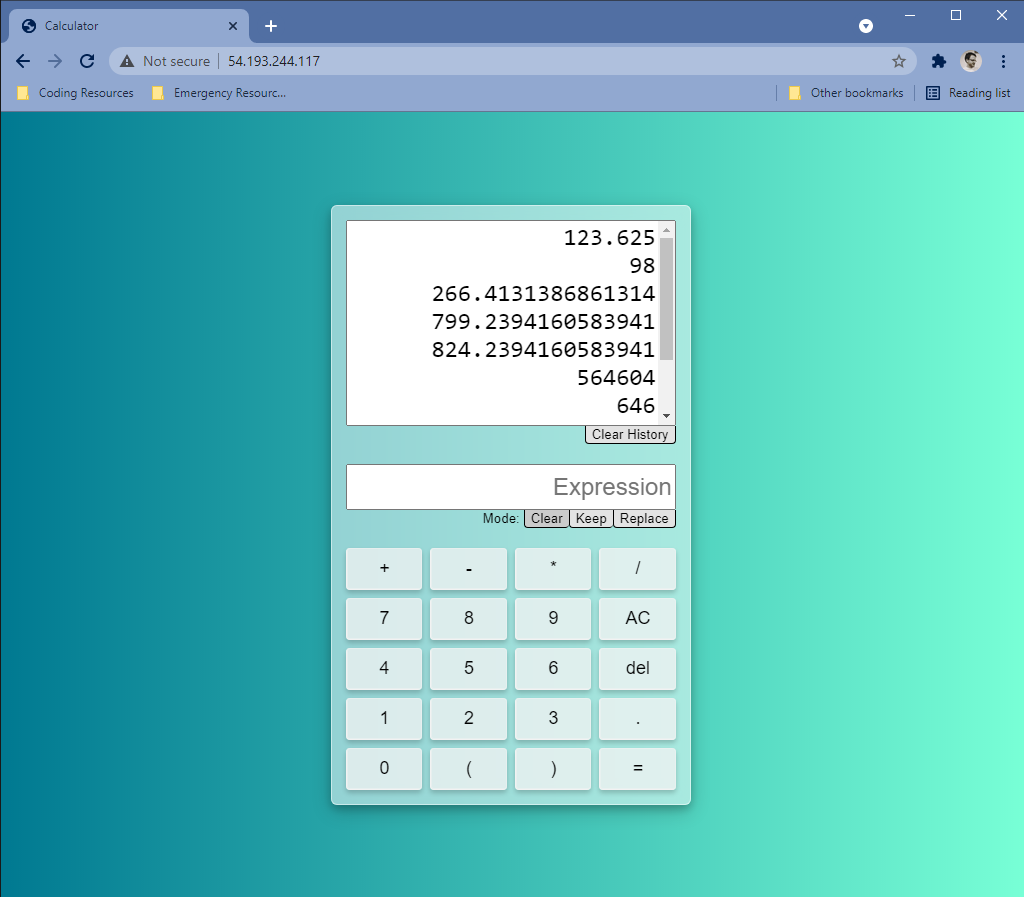 Calculator
Not secure 54.193.244.117
Coding Resources Emergency Resourc... Other bookmarks Reading list
123.625
98
266.4131386861314
799.2394160583941
824.2394160583941
564604
646
Clear History
Expression
Mode: Clear Keep Replace
+ - * /
7 8 9 AC
4 5 6 del
1 2 3 .
0 ( ) =